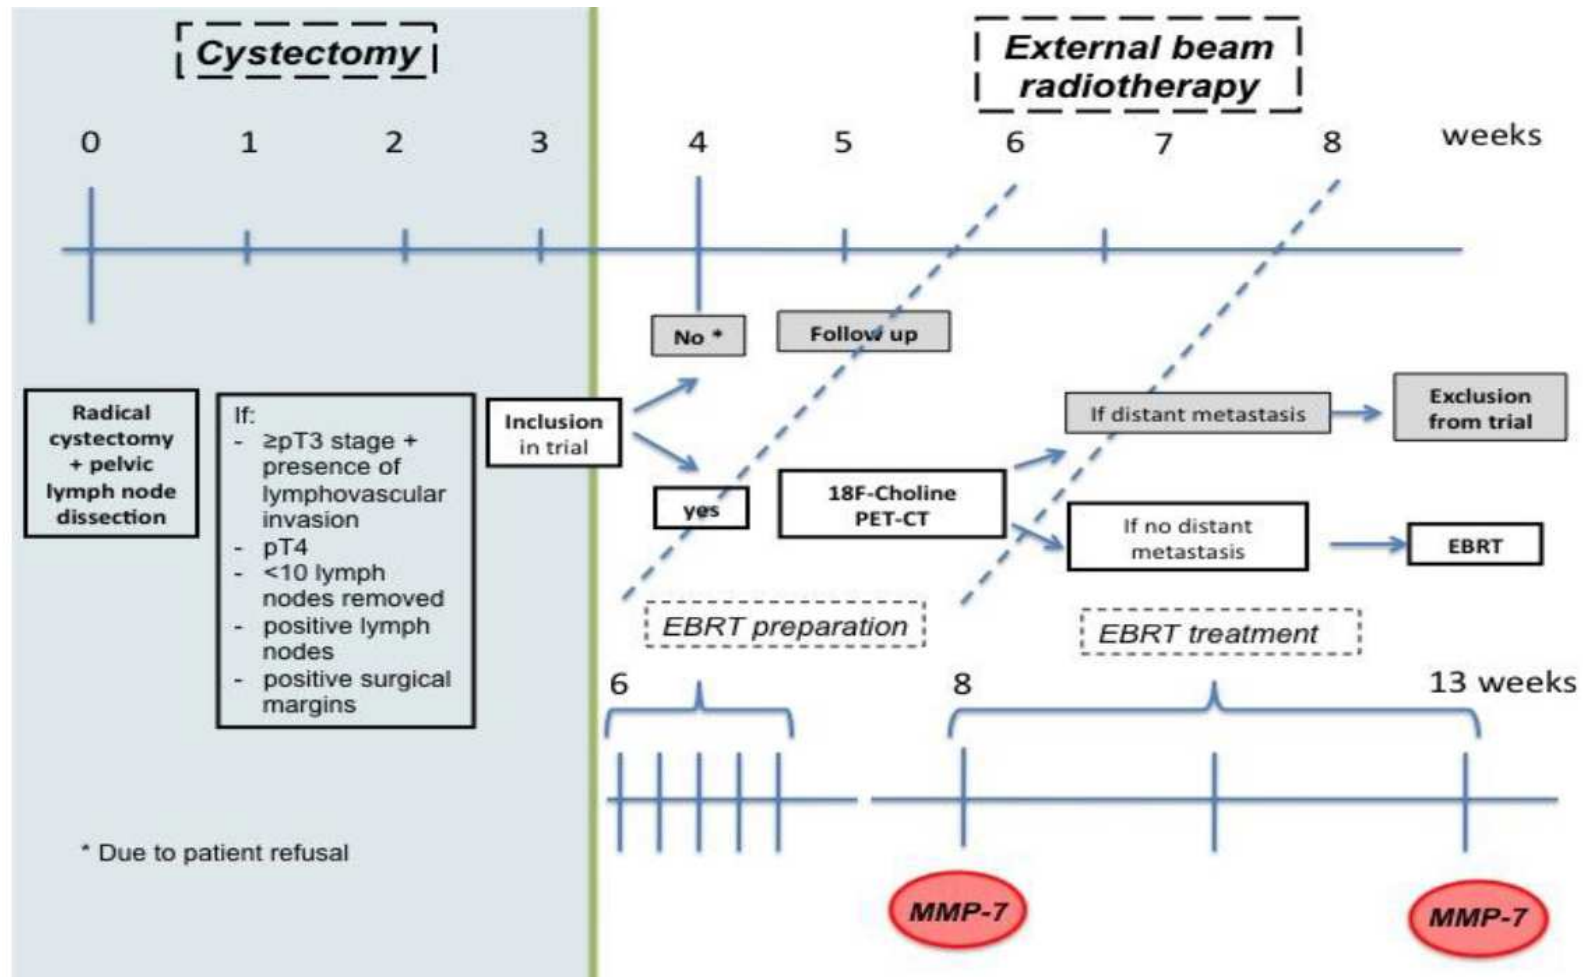 Cystectomy
External beam
radiotherapy
0 1 2 3 4 5 6 7 8 weeks
No *
Follow up
Radical
cystectomy
+ pelvic
lymph node
dissection
If:
- ≥pT3 stage +
presence of
lymphovascular
invasion
- pT4
- <10 lymph
nodes removed
- positive lymph
nodes
- positive surgical
margins
Inclusion
in trial
yes
18F-Choline
PET-CT
If distant metastasis
Exclusion
from trial
If no distant
metastasis
EBRT
EBRT preparation
EBRT treatment
6 8 13 weeks
* Due to patient refusal
MMP-7
MMP-7